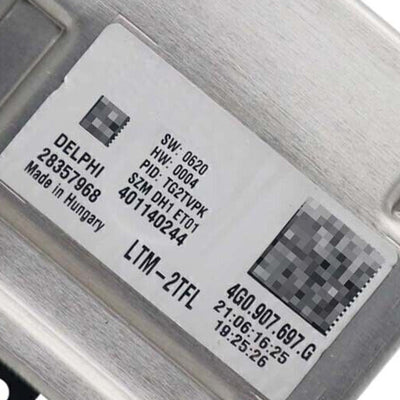 DELPHI
28357968
Made in Hungary
SW: 0620
HW: 0004
PID: TG2TVPK
SZM 0H1 ET01
401140244
LTM-2TFL
4G0.907.697.G
21:06:16:25
19:25:26